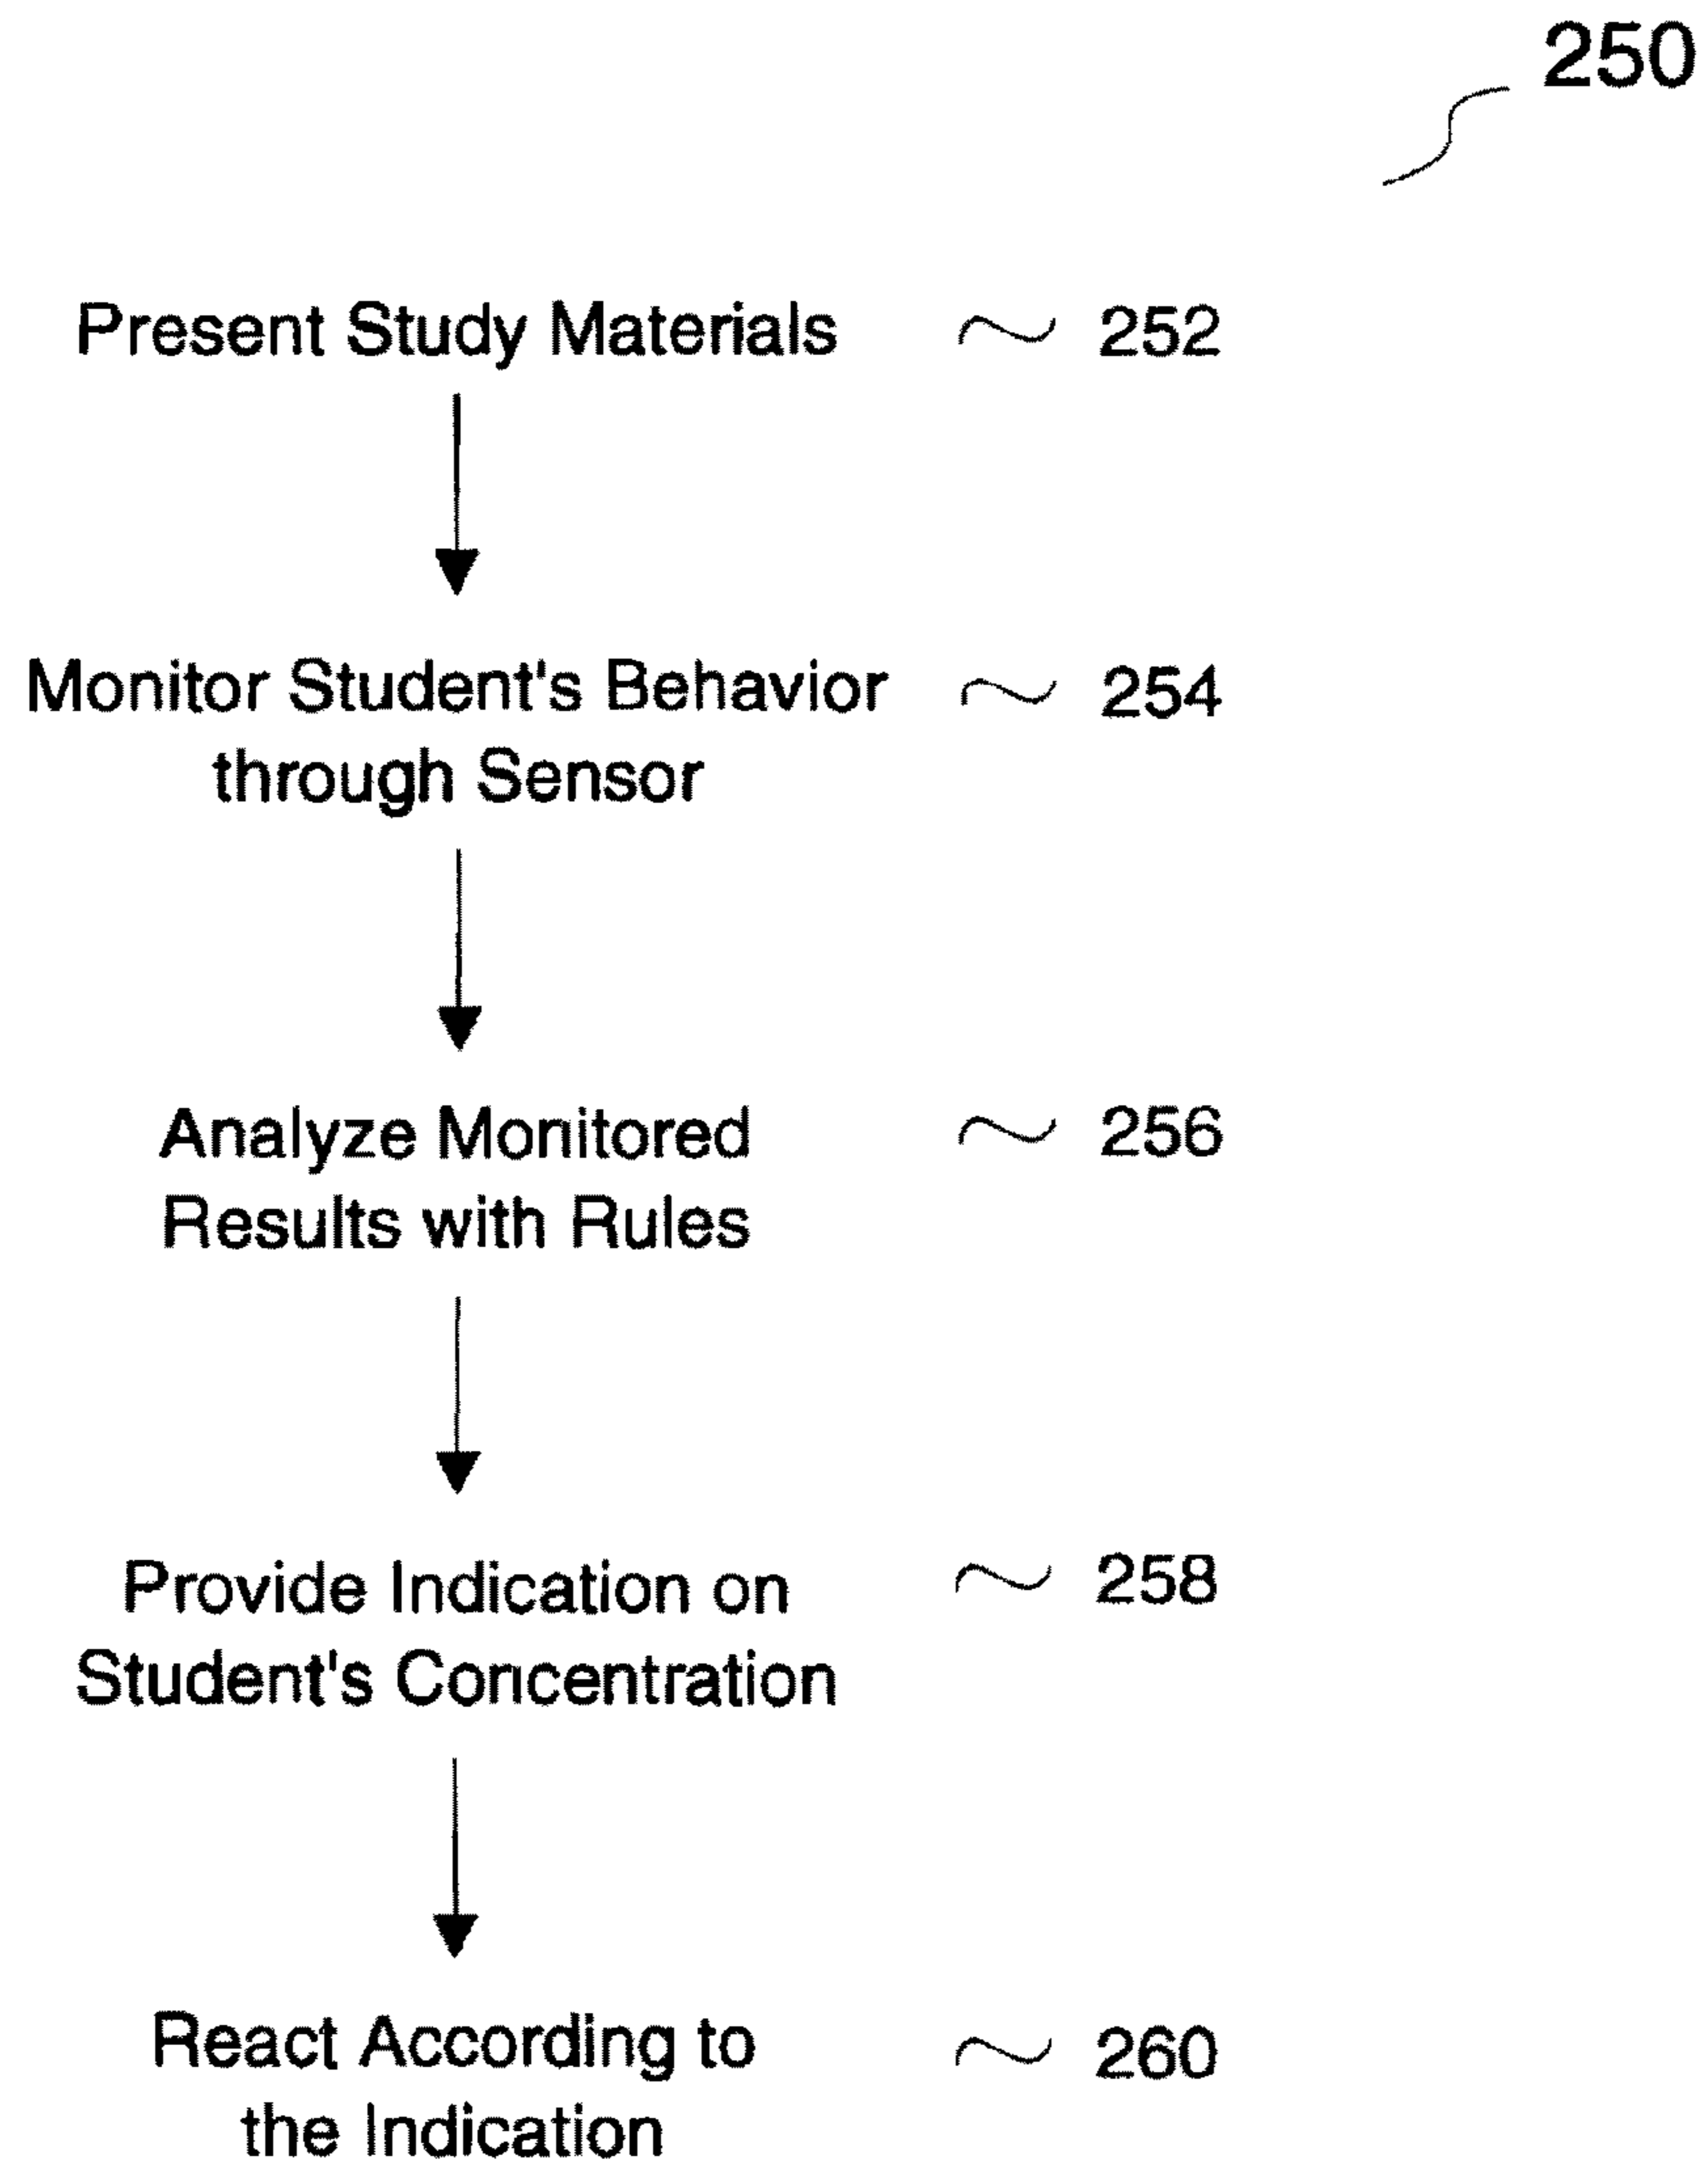 250
Present Study Materials 252
Monitor Student's Behavior 254
through Sensor
Analyze Monitored 256
Results with Rules
Provide Indication on 258
Student's Concentration
React According to 260
the Indication